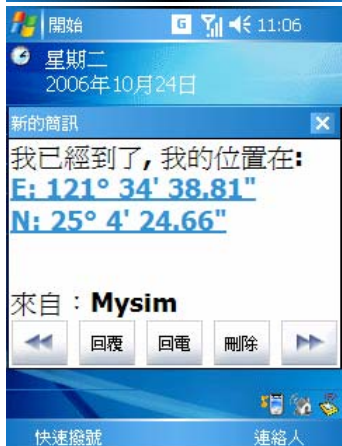 開始 G 11:06
星期二
2006年10月24日
新的簡訊
我已經到了, 我的位置在:
E: 121° 34' 38.81"
N: 25° 4' 24.66"
來自：Mysim
回覆 回電 刪除
快速撥號 連絡人